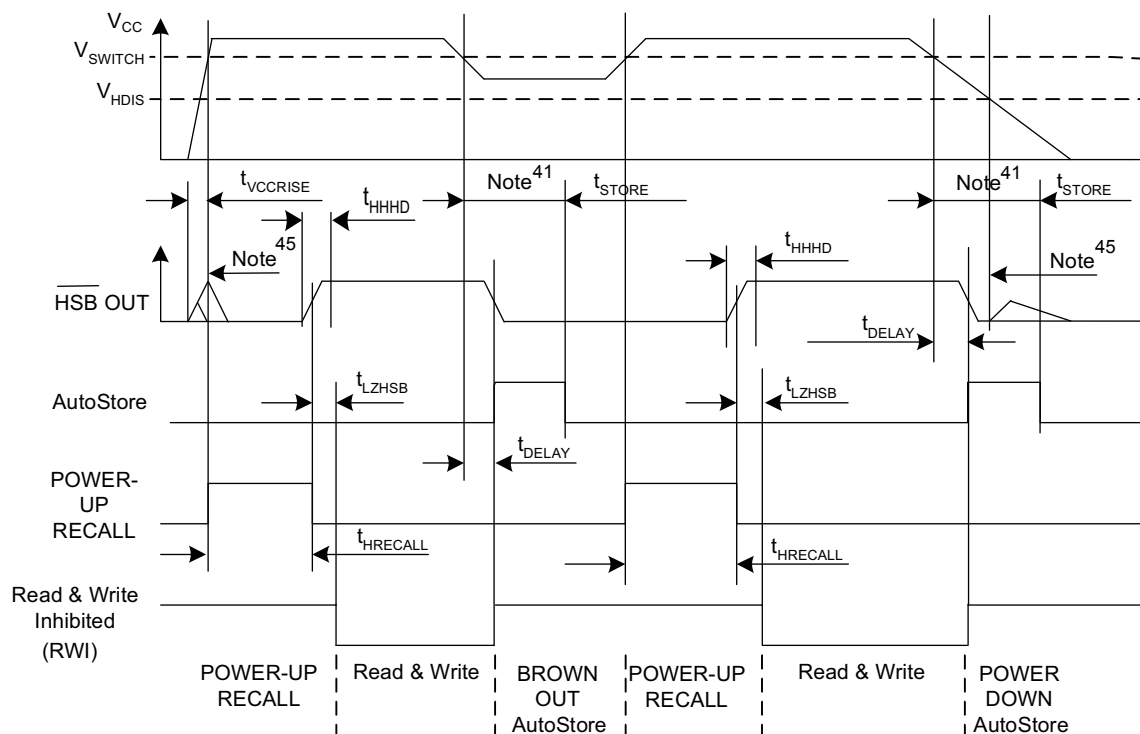 VCC
VSWITCH
VHDIS
tVCCRISE
tHHHD
Note41
tSTORE
Note41
tSTORE
Note45
tHHHD
Note45
HSB OUT
tDELAY
tLZHSB
tLZHSB
AutoStore
tDELAY
POWER-
UP
RECALL
tHRECALL
tHRECALL
Read & Write
Inhibited
(RWI)
POWER-UP
RECALL
Read & Write
BROWN
OUT
AutoStore
POWER-UP
RECALL
Read & Write
POWER
DOWN
AutoStore